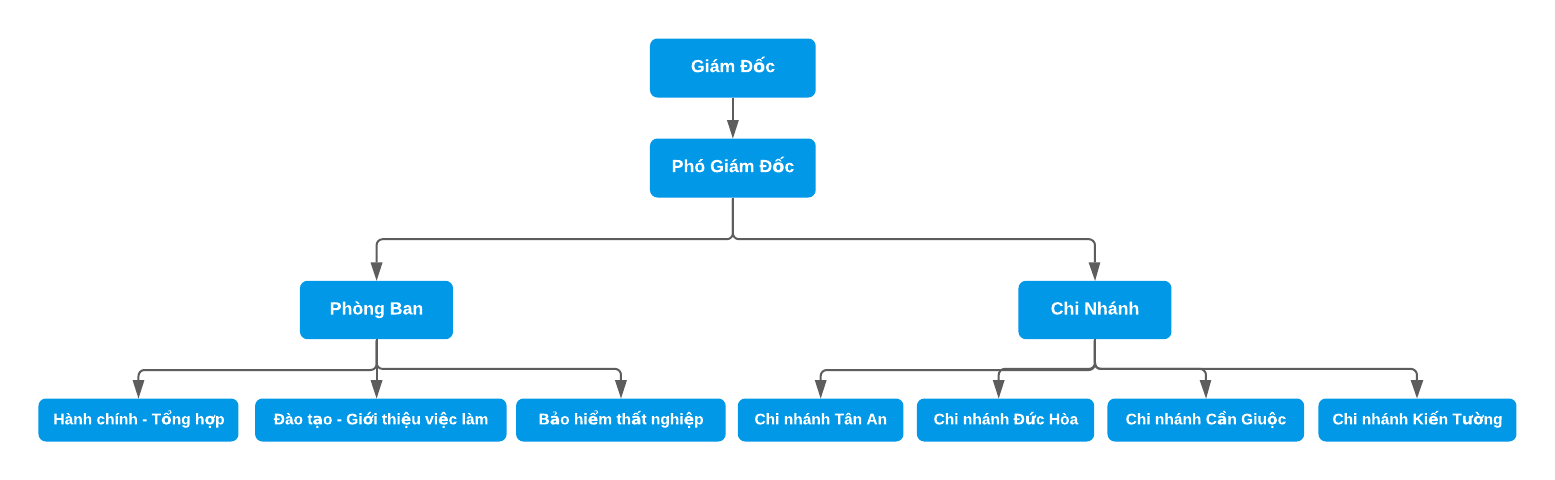 Giám Đốc
Phó Giám Đốc
Phòng Ban
Chi Nhánh
Hành chính - Tổng hợp
Đào tạo - Giới thiệu việc làm
Bảo hiểm thất nghiệp
Chi nhánh Tân An
Chi nhánh Đức Hòa
Chi nhánh Cần Giuộc
Chi nhánh Kiến Tường